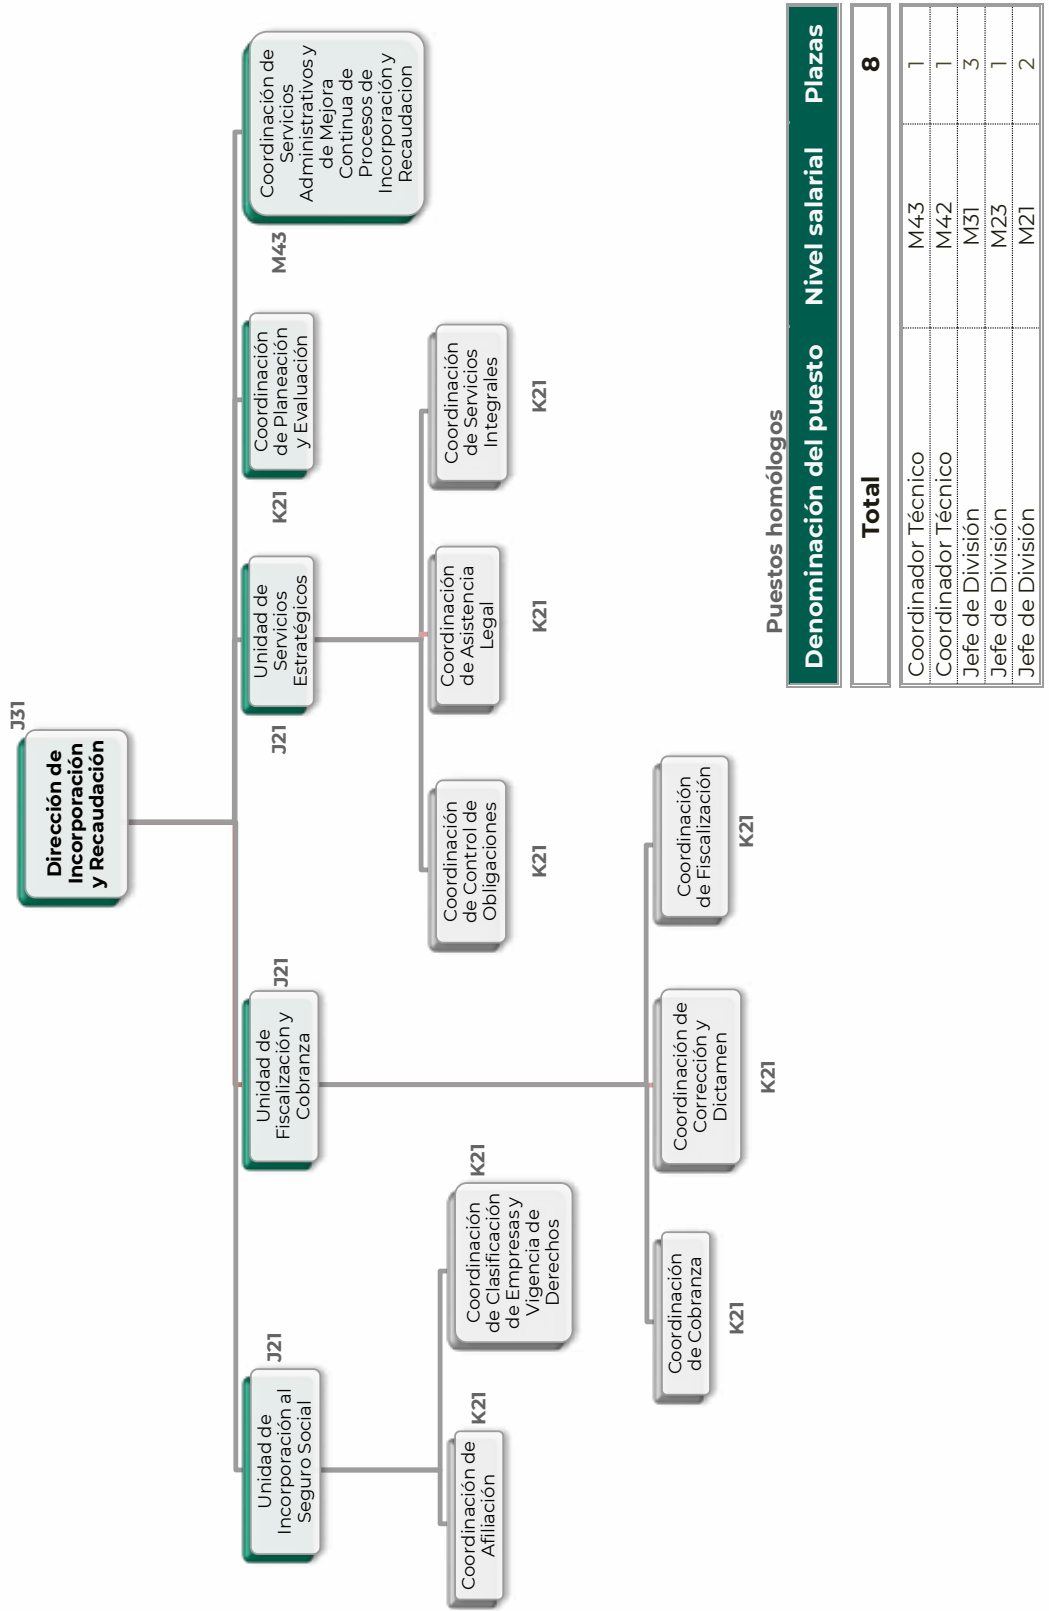 J31
Dirección de
Incorporación
y Recaudación
J21
Unidad de
Incorporación al
Seguro Social
J21
Unidad de
Fiscalización y
Cobranza
J21
Unidad de
Servicios
Estratégicos
K21
Coordinación
de Planeación
y Evaluación
M43
Coordinación de
Servicios
Administrativos y
de Mejora
Continua de
Procesos de
Incorporación y
Recaudacion
K21
Coordinación de
Afiliación
K21
Coordinación
de Clasificación
de Empresas y
Vigencia de
Derechos
Coordinación
de Control de
Obligaciones
K21
Coordinación
de Asistencia
Legal
K21
Coordinación
de Servicios
Integrales
K21
Coordinación
de Cobranza
K21
Coordinación de
Corrección y
Dictamen
K21
Coordinación
de Fiscalización
K21
Puestos homólogos
Denominación del puesto Nivel salarial Plazas
Total 8
Coordinador Técnico M43 1
Coordinador Técnico M42 1
Jefe de División M31 3
Jefe de División M23 1
Jefe de División M21 2